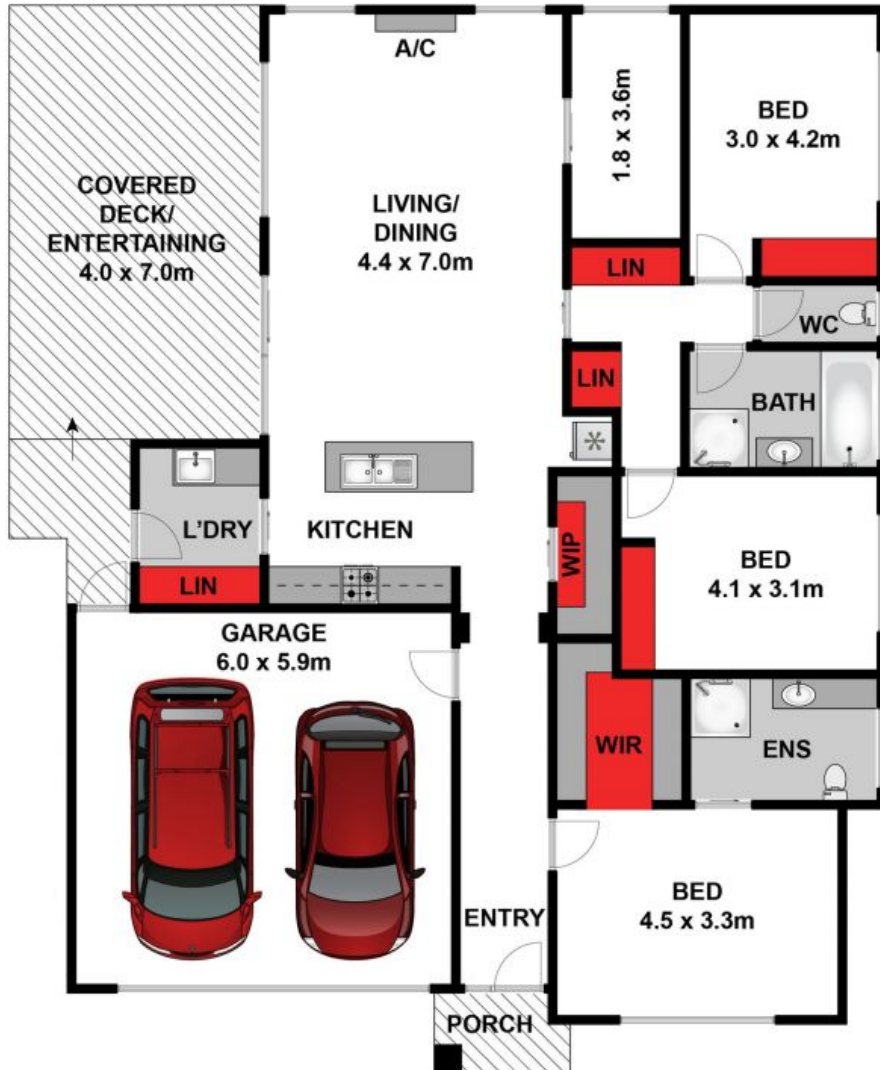 A/C
1.8 x 3.6m
BED
3.0 x 4.2m
COVERED
DECK/
ENTERTAINING
4.0 x 7.0m
LIVING/
DINING
4.4 x 7.0m
LIN
WC
LIN
BATH
L'DRY
KITCHEN
WIP
BED
4.1 x 3.1m
LIN
GARAGE
6.0 x 5.9m
WIR
ENS
BED
4.5 x 3.3m
ENTRY
PORCH